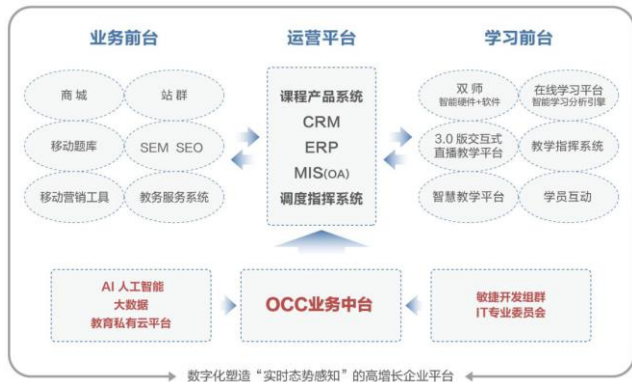 业务前台
运营平台
学习前台
商城
站群
移动题库
SEM SEO
移动营销工具
教务服务系统
课程产品系统
CRM
ERP
MIS(OA)
调度指挥系统
双师
智能硬件+软件
在线学习平台
智能学习分析引擎
3.0 版交互式
直播教学平台
教学指挥系统
智慧教学平台
学员互动
AI 人工智能
大数据
教育私有云平台
OCC业务中台
敏捷开发组群
IT专业委员会
数字化塑造“实时态势感知”的高增长企业平台